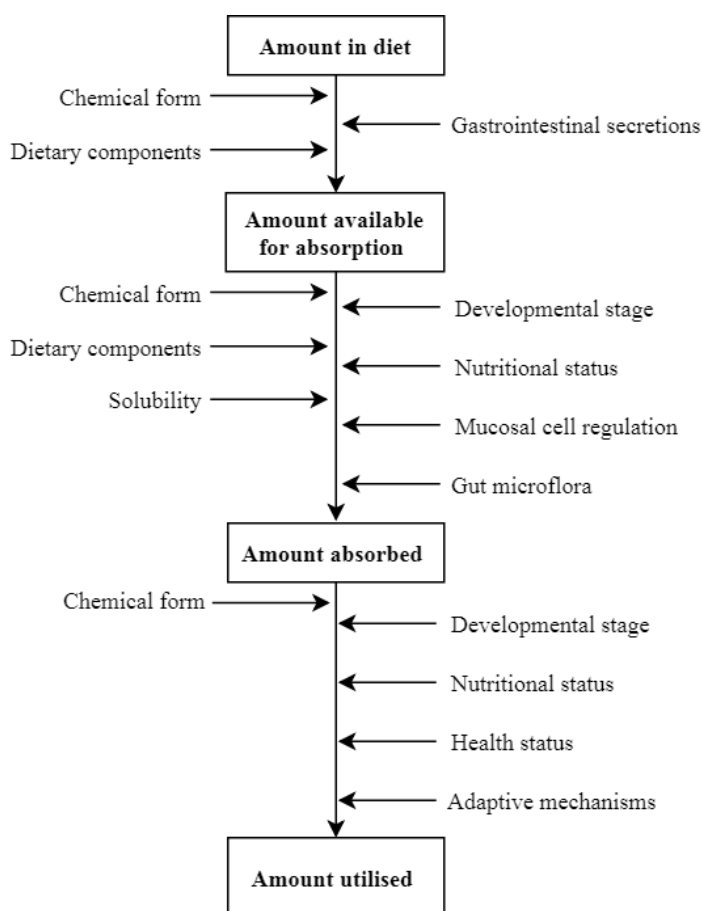 Amount in diet
Chemical form
Gastrointestinal secretions
Dietary components
Amount available
for absorption
Chemical form
Developmental stage
Dietary components
Nutritional status
Solubility
Mucosal cell regulation
Gut microflora
Amount absorbed
Chemical form
Developmental stage
Nutritional status
Health status
Adaptive mechanisms
Amount utilised